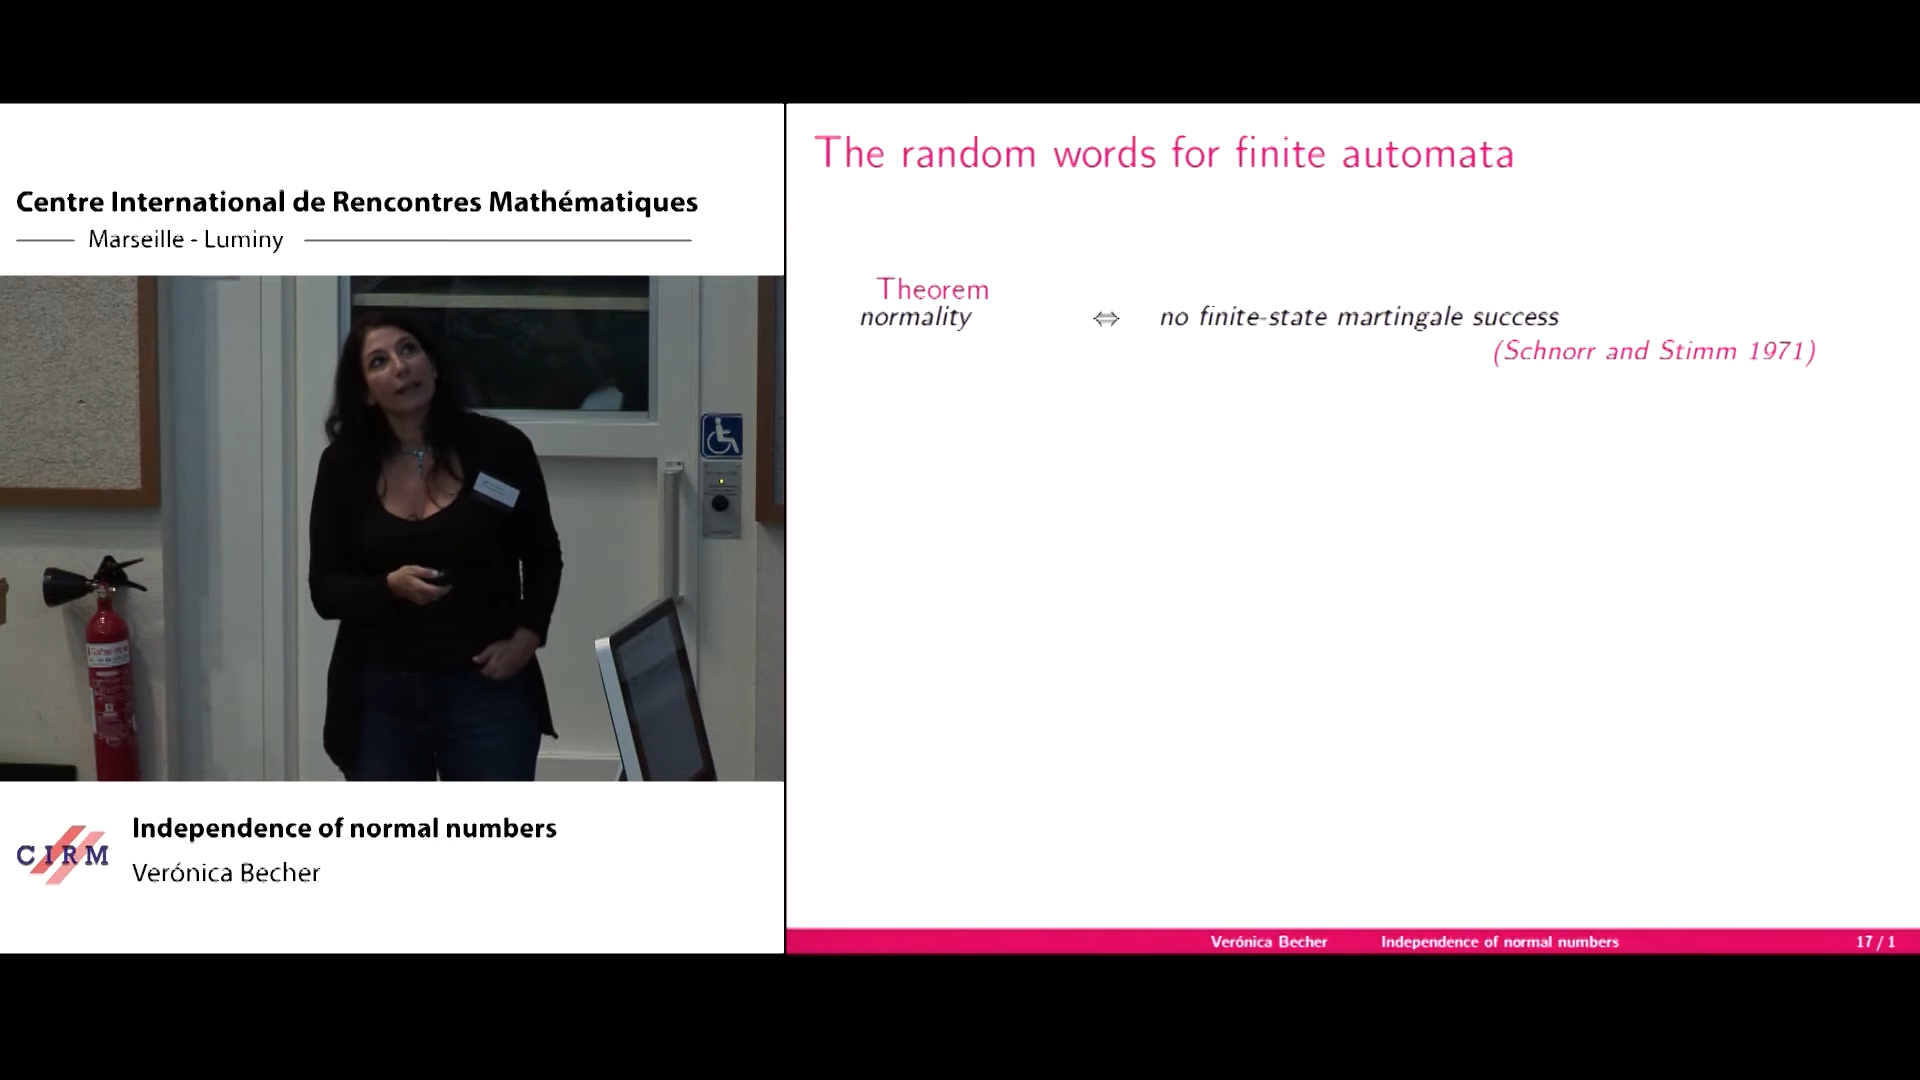 Centre International de Rencontres Mathématiques
Marseille - Luminy
CIRM
Independence of normal numbers
Verónica Becher
The random words for finite automata
Theorem
normality ⇔ no finite-state martingale success
(Schnorr and Stimm 1971)
Verónica Becher Independence of normal numbers 17 / 1